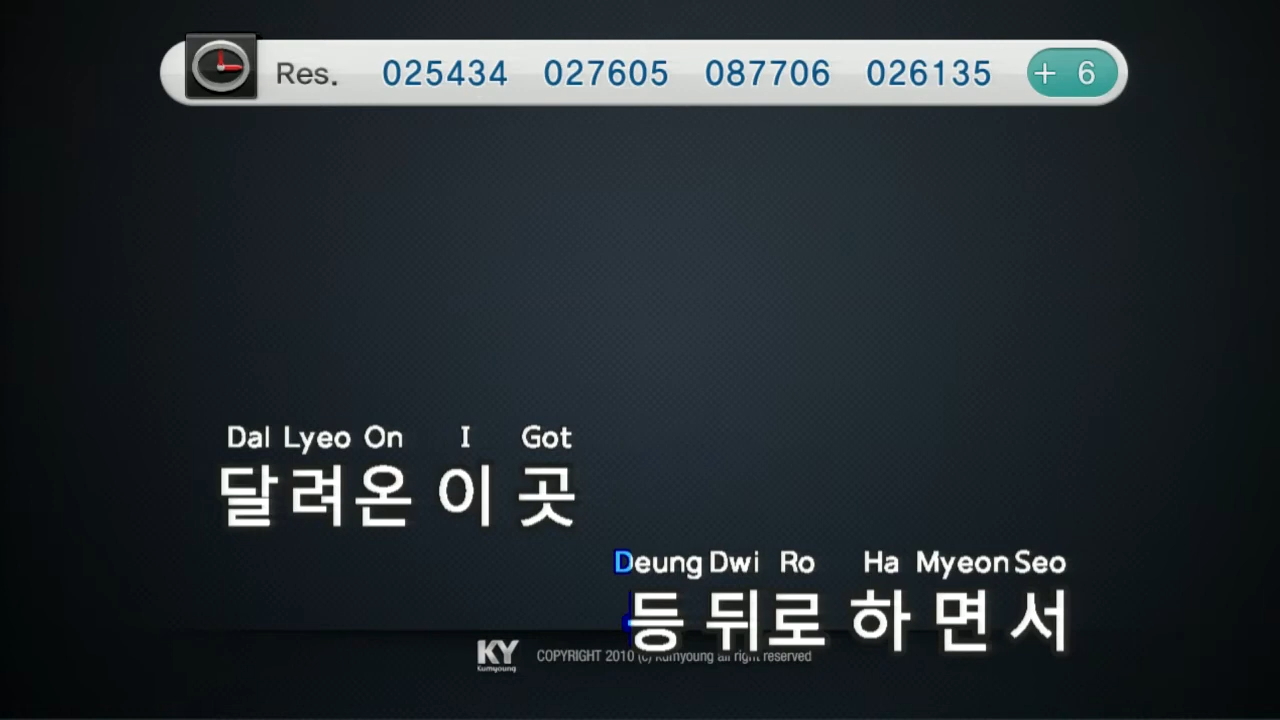 Res. 025434 027605 087706 026135 + 6
Dal Lyeo On I Got
달려온 이 곳
Deung Dwi Ro Ha Myeon Seo
등 뒤로 하 면 서
KY COPYRIGHT 2010 (c) Kumyoung all right reserved
Kumyoung